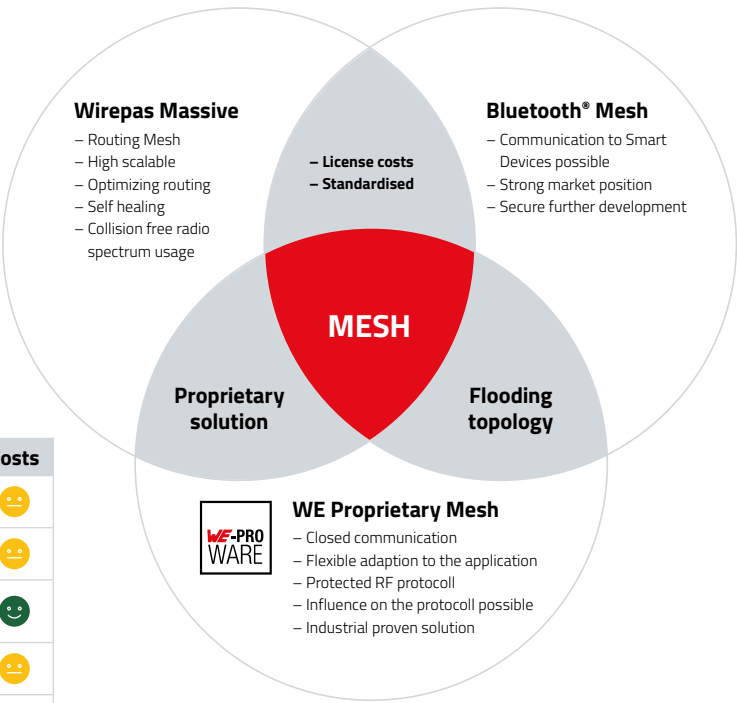 Wirepas Massive
– Routing Mesh
– High scalable
– Optimizing routing
– Self healing
– Collision free radio
spectrum usage
– License costs
– Standardised
Bluetooth® Mesh
– Communication to Smart
Devices possible
– Strong market position
– Secure further development
MESH
Proprietary
solution
Flooding
topology
osts
WE-PRO
WARE
WE Proprietary Mesh
– Closed communication
– Flexible adaption to the application
– Protected RF protocoll
– Influence on the protocoll possible
– Industrial proven solution